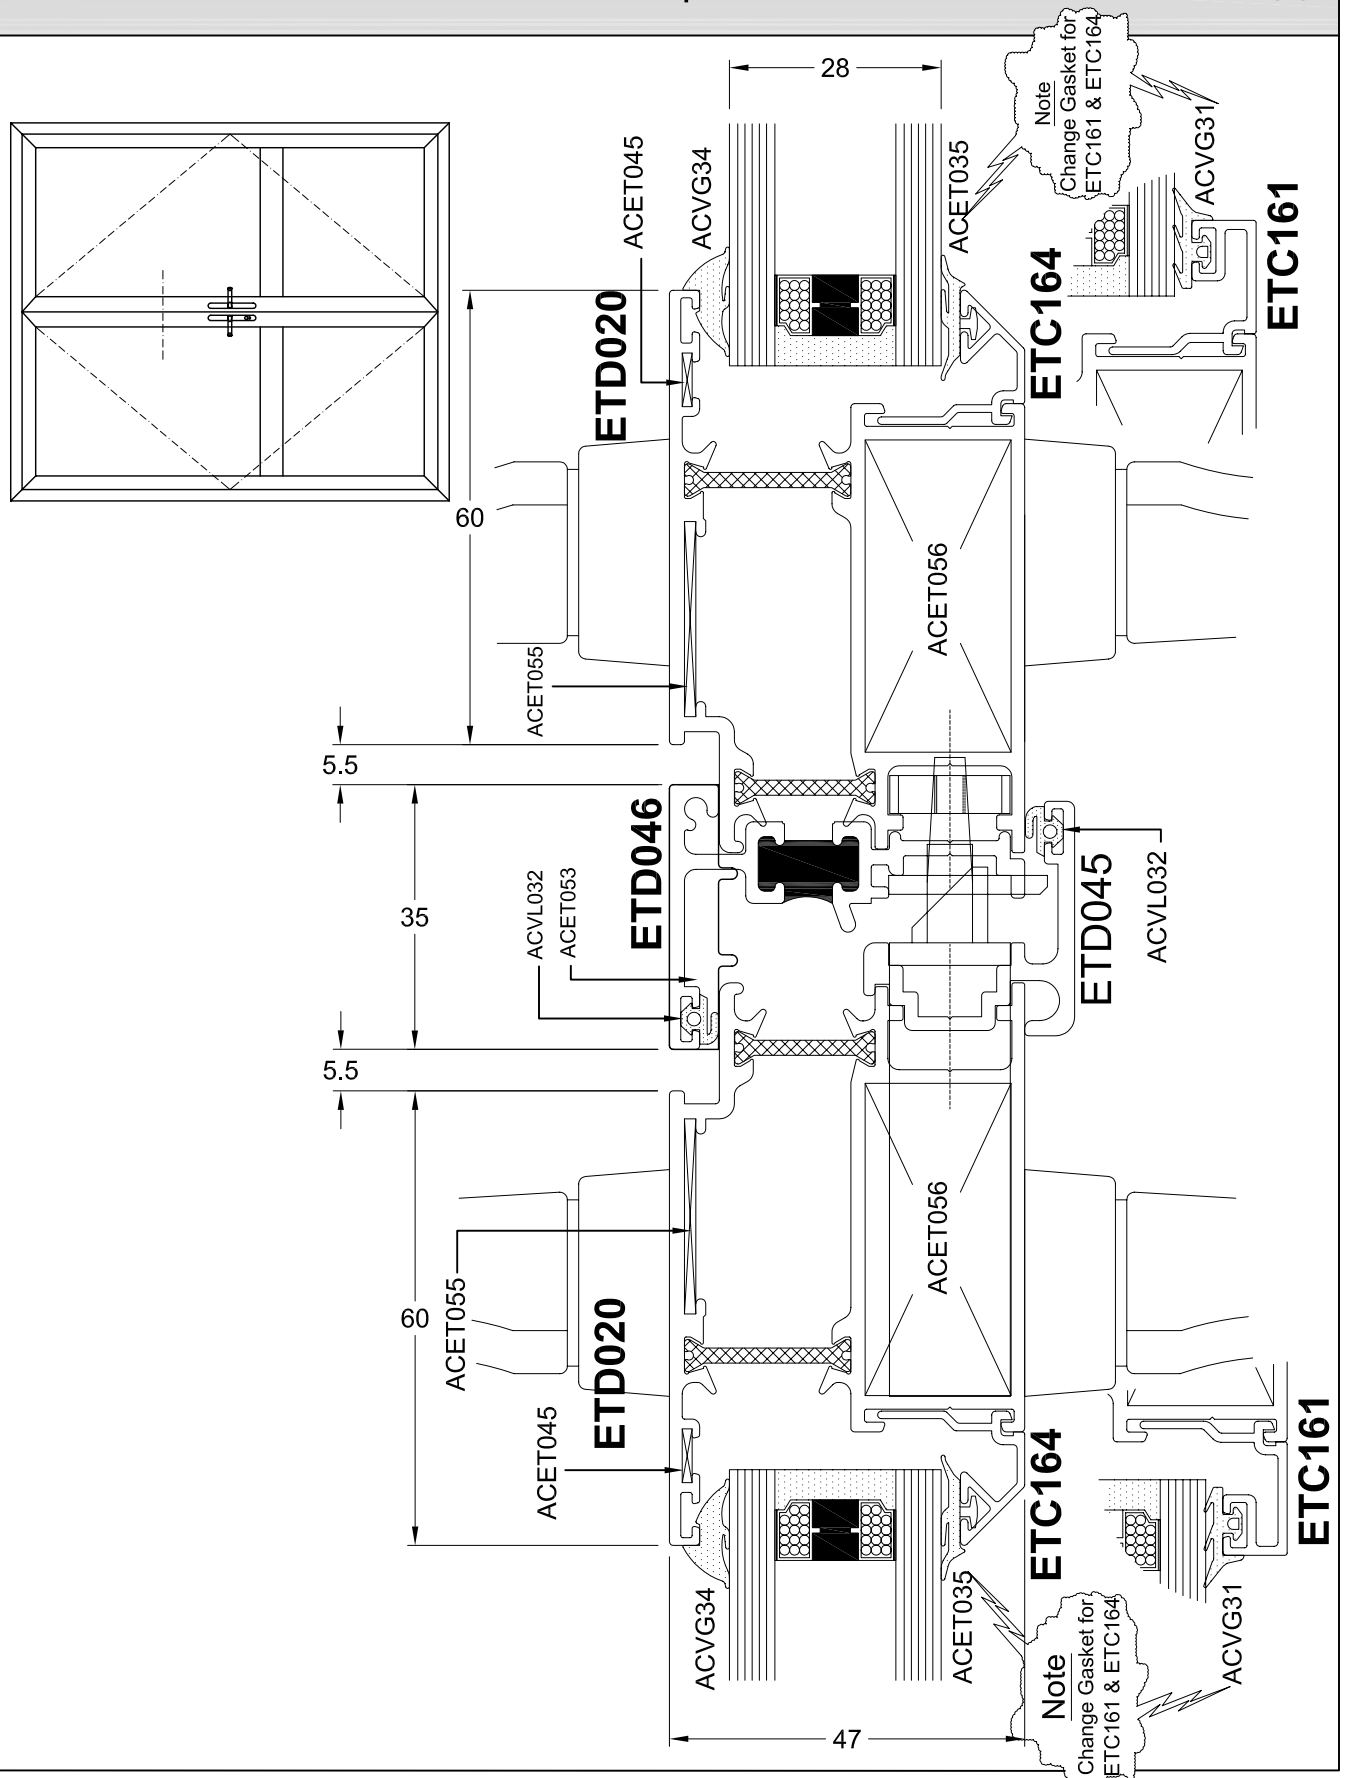 28
Note
Change Gasket for
ETC161 & ETC164
ACET045
ACVG34
ACET035
ACVG31
ETD020
ETC164
ETC161
60
ACET056
ACET055
5.5
ETD046
35
ACVL032
ACET053
ETD045
ACVL032
5.5
ACET056
60
ACET055
ETD020
ACET045
ETC164
ETC161
ACVG34
ACET035
ACVG31
Note
Change Gasket for
ETC161 & ETC164
47